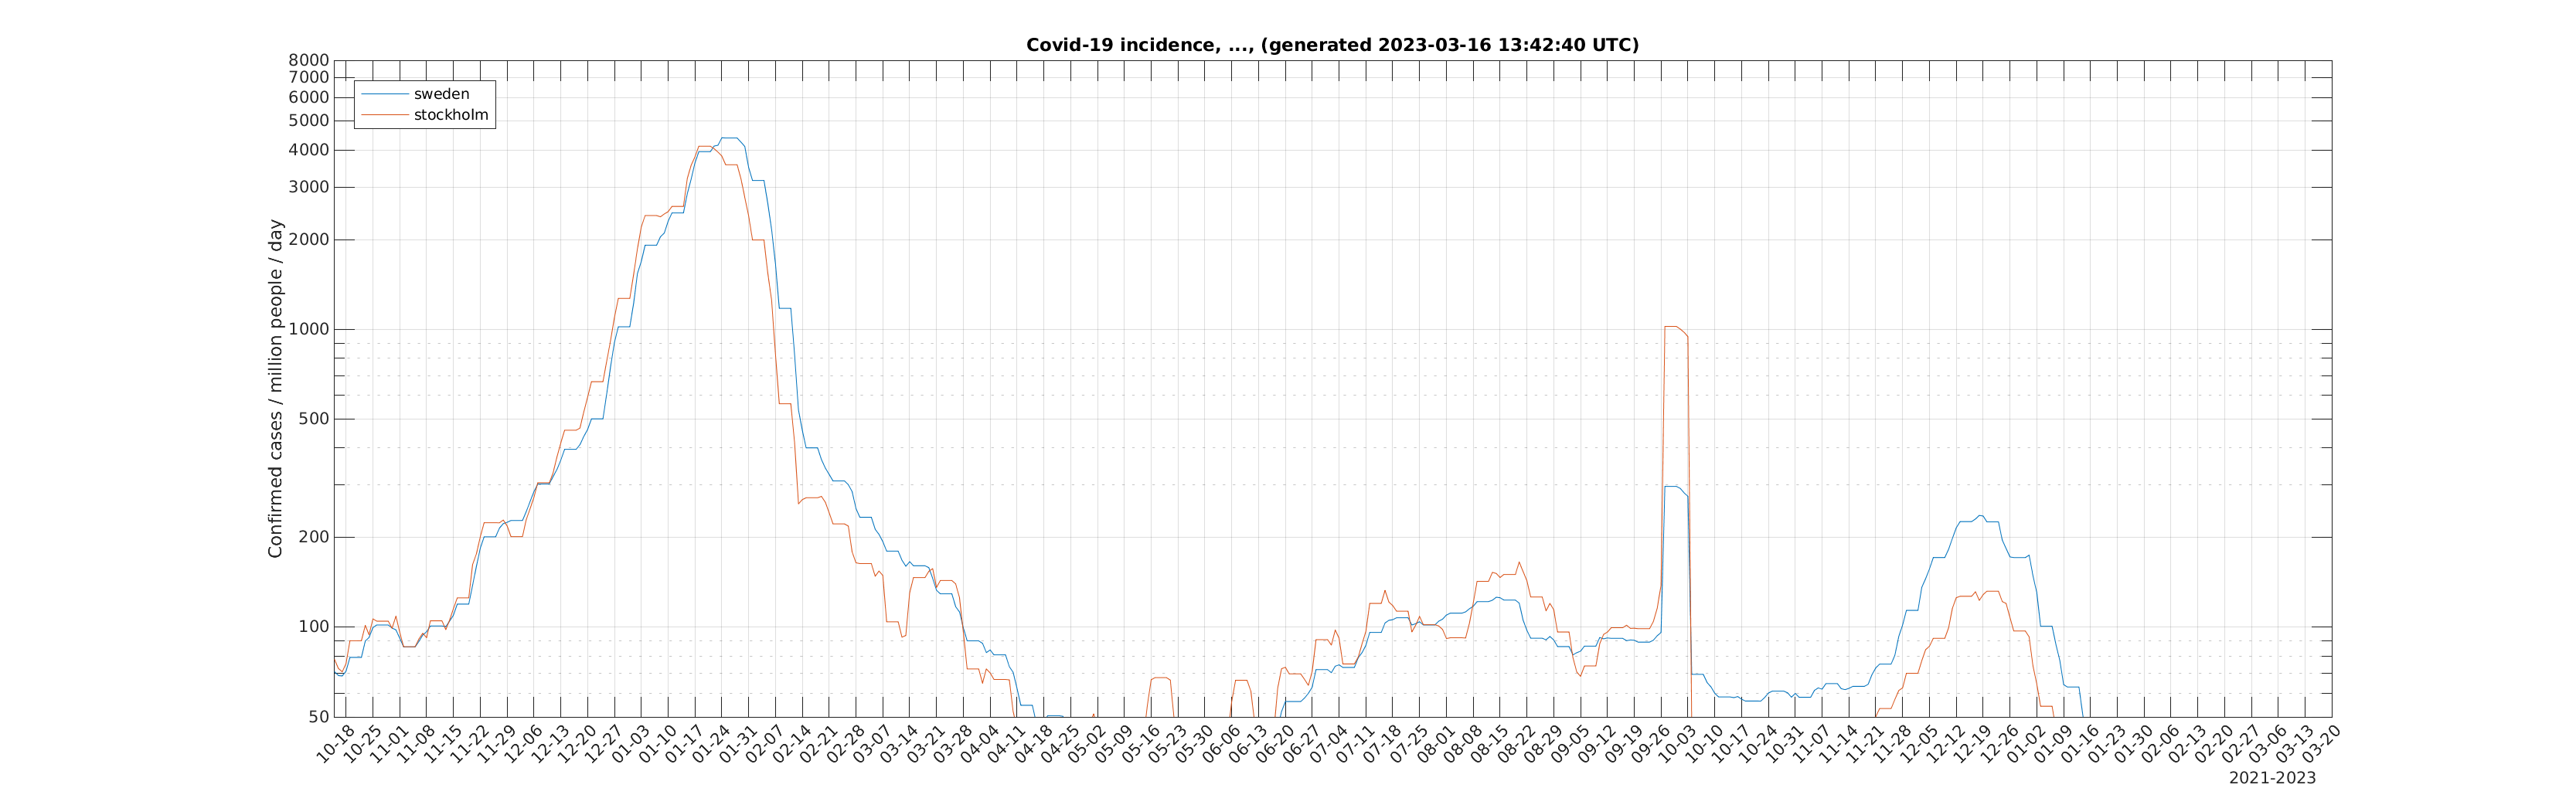 Covid-19 incidence, ..., (generated 2023-03-16 13:42:40 UTC)
8000
7000
6000
5000
4000
3000
2000
1000
500
200
100
50
Confirmed cases / million people / day
sweden
stockholm
10-18 10-25 11-01 11-08 11-15 11-22 11-29 12-06 12-13 12-20 12-27 01-03 01-10 01-17 01-24 01-31 02-07 02-14 02-21 02-28 03-07 03-14 03-21 03-28 04-04 04-11 04-18 04-25 05-02 05-09 05-16 05-23 05-30 06-06 06-13 06-20 06-27 07-04 07-11 07-18 07-25 08-01 08-08 08-15 08-22 08-29 09-05 09-12 09-19 09-26 10-03 10-10 10-17 10-24 10-31 11-07 11-14 11-21 11-28 12-05 12-12 12-19 12-26 01-02 01-09 01-16 01-23 01-30 02-06 02-13 02-20 02-27 03-06 03-13 03-20
2021-2023